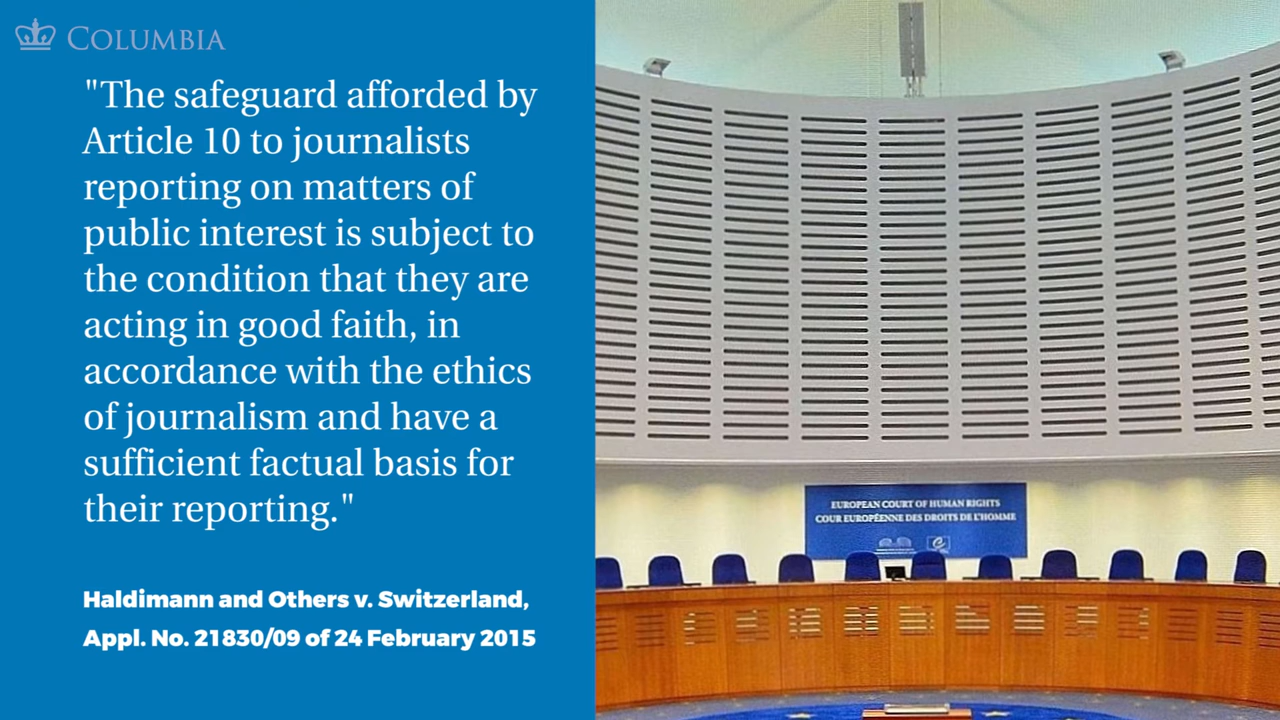 COLUMBIA
"The safeguard afforded by
Article 10 to journalists
reporting on matters of
public interest is subject to
the condition that they are
acting in good faith, in
accordance with the ethics
of journalism and have a
sufficient factual basis for
their reporting."
Haldimann and Others v. Switzerland,
Appl. No. 21830/09 of 24 February 2015
EUROPEAN COURT OF HUMAN RIGHTS
COUR EUROPÉENNE DES DROITS DE L'HOMME